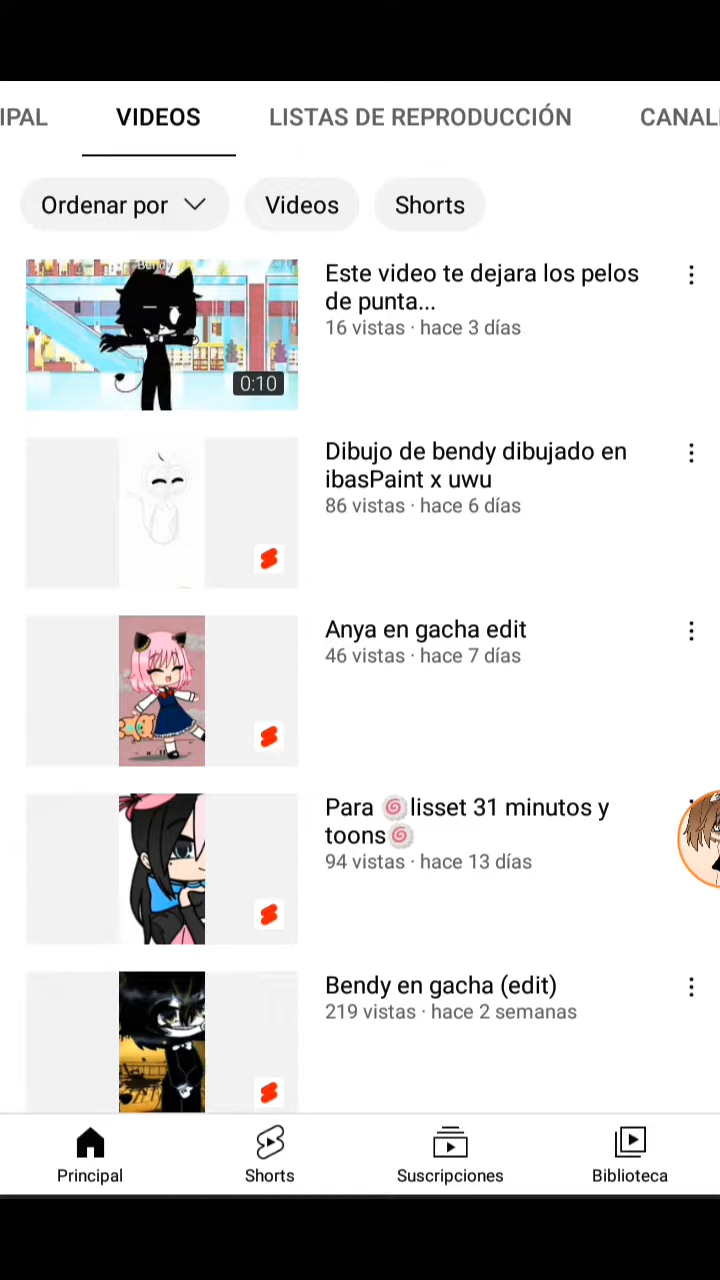 IPAL VIDEOS LISTAS DE REPRODUCCIÓN CANAL
Ordenar por Videos Shorts
Bendy
0:10
Este video te dejara los pelos
de punta...
16 vistas · hace 3 días
Dibujo de bendy dibujado en
ibasPaint x uwu
86 vistas · hace 6 días
Anya en gacha edit
46 vistas · hace 7 días
Para 🍥lisset 31 minutos y
toons🍥
94 vistas · hace 13 días
Bendy en gacha (edit)
219 vistas · hace 2 semanas
Principal Shorts Suscripciones Biblioteca